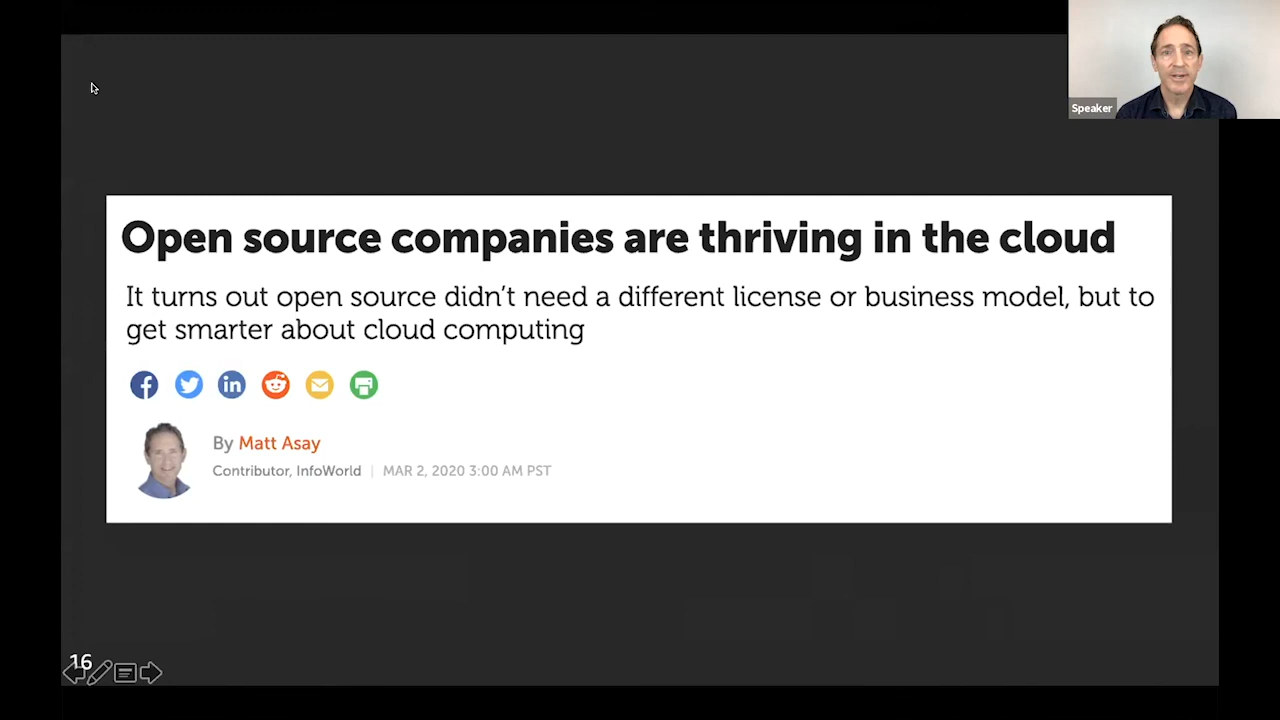 Speaker
Open source companies are thriving in the cloud
It turns out open source didn't need a different license or business model, but to
get smarter about cloud computing
By Matt Asay
Contributor, InfoWorld | MAR 2, 2020 3:00 AM PST
16